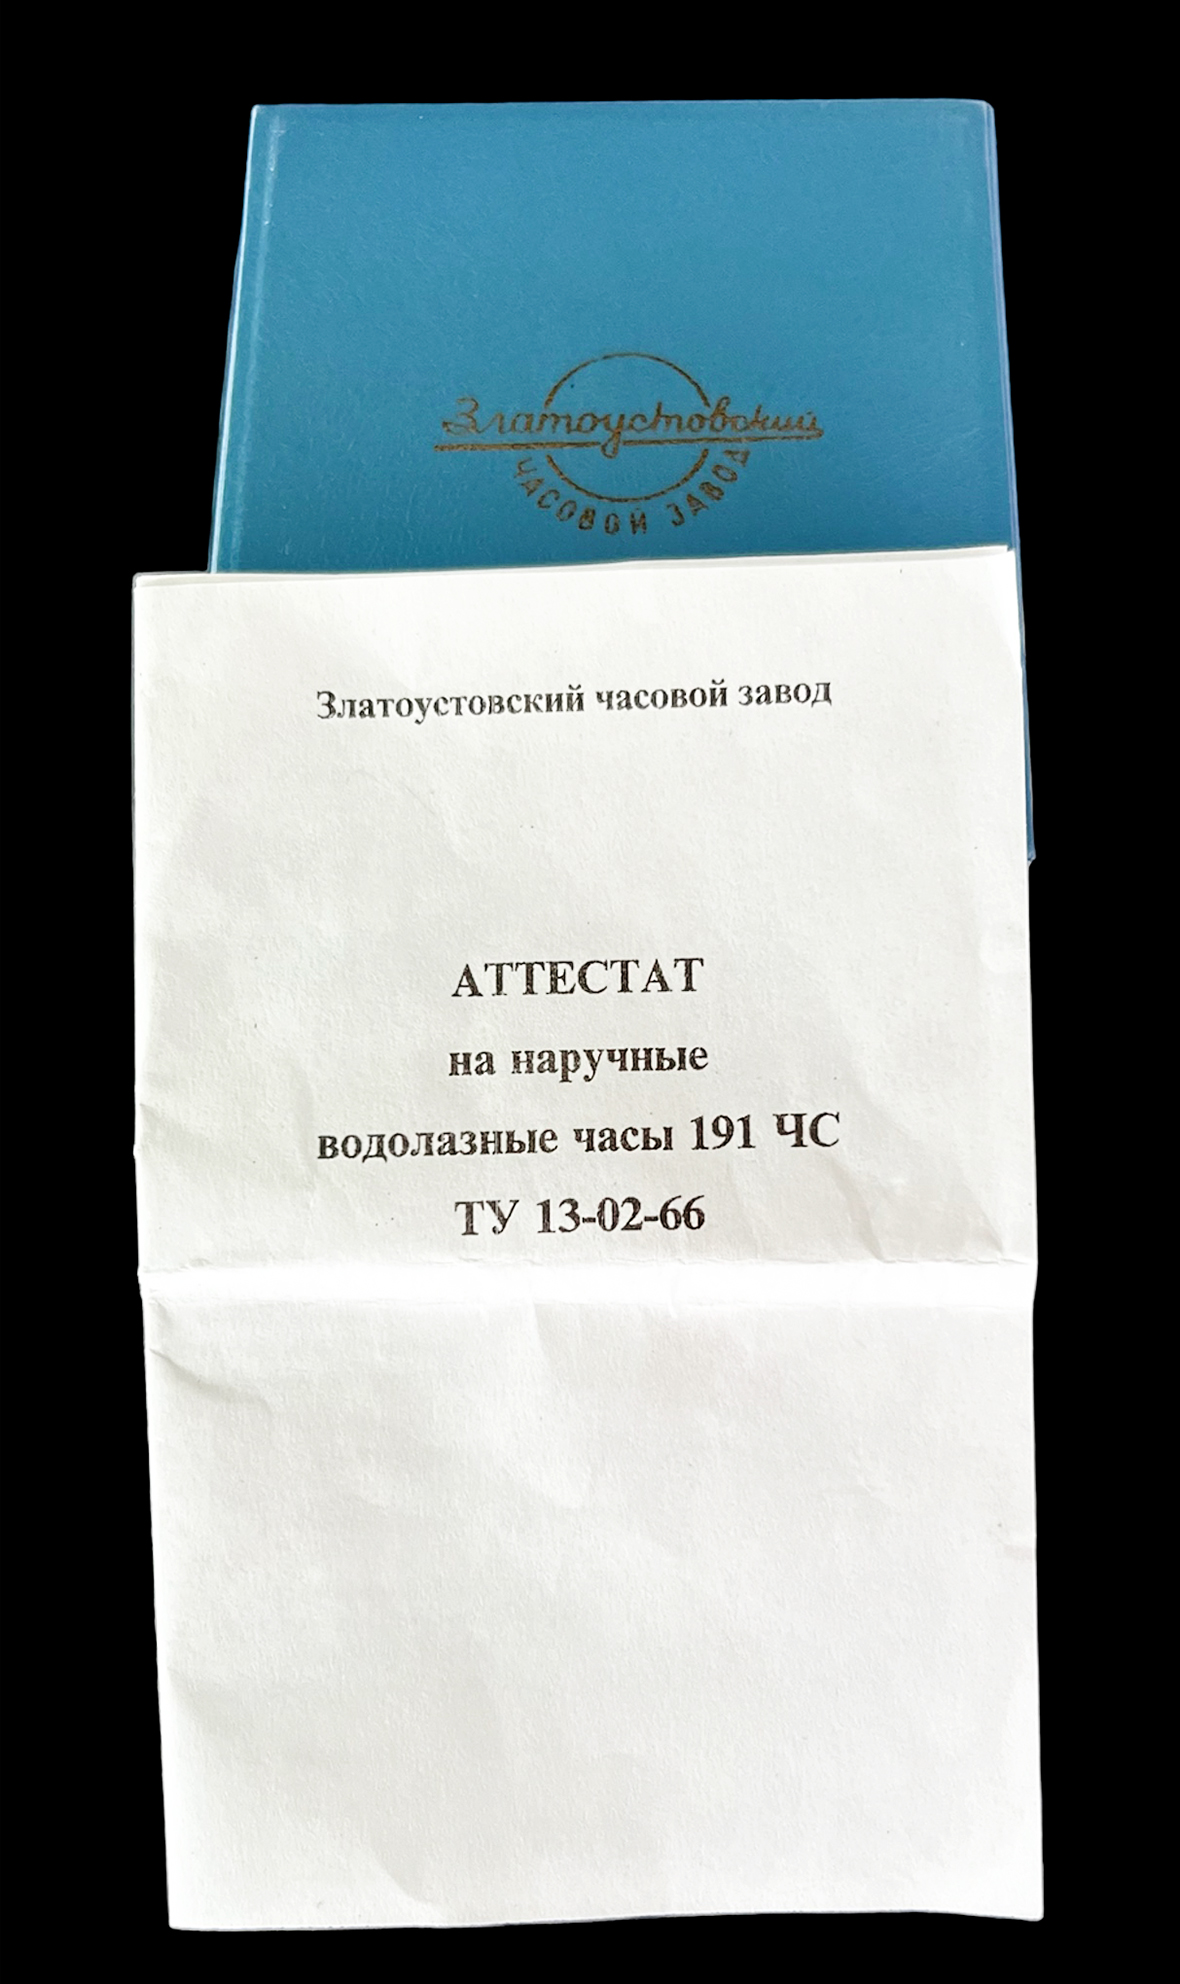 Златоустовский
ЧАСОВОЙ ЗАВОД
Златоустовский часовой завод
АТТЕСТАТ
на наручные
водолазные часы 191 ЧС
ТУ 13-02-66